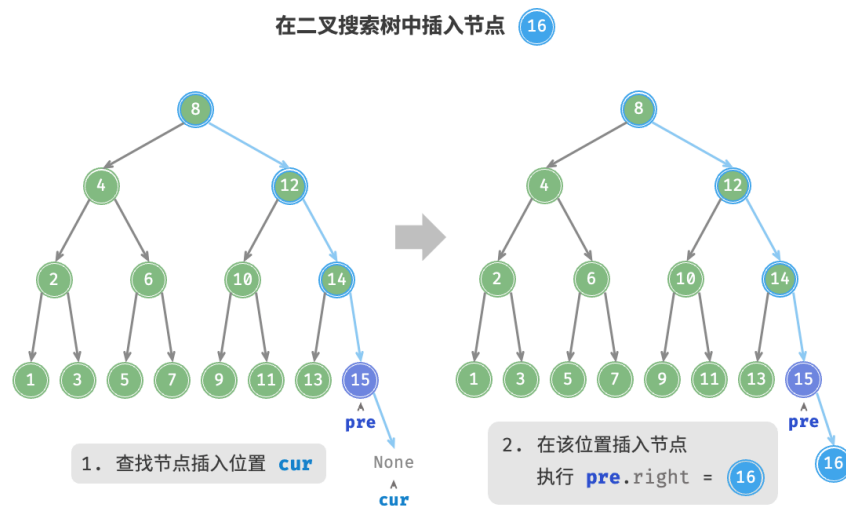 在二叉搜索树中插入节点 16
8 8
4 12 4 12
2 6 10 14 2 6 10 14
1 3 5 7 9 11 13 15 1 3 5 7 9 11 13 15
pre pre
1. 查找节点插入位置 cur
None
cur
2. 在该位置插入节点
执行 pre.right = 16
16